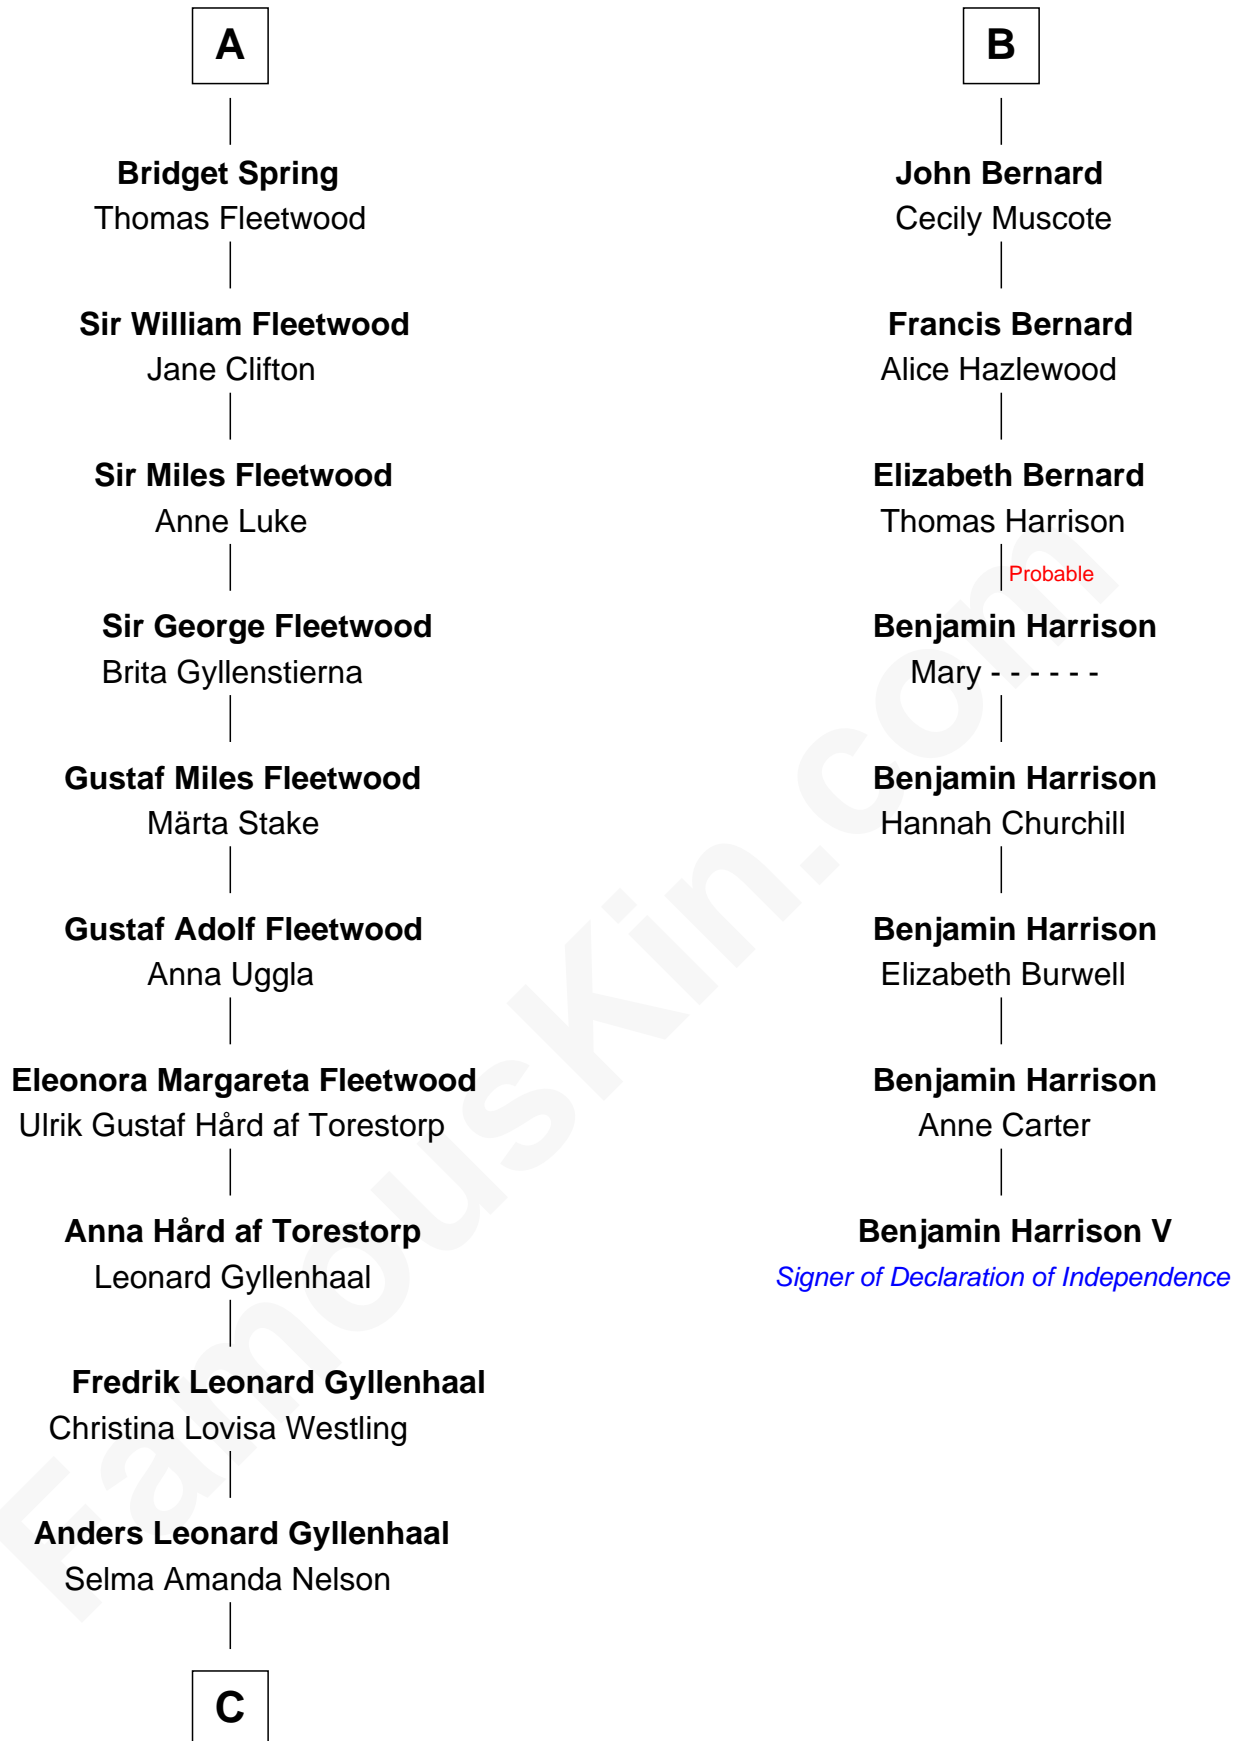 A
Bridget Spring
Thomas Fleetwood
Sir William Fleetwood
Jane Clifton
Sir Miles Fleetwood
Anne Luke
Sir George Fleetwood
Brita Gyllenstierna
Gustaf Miles Fleetwood
Märta Stake
Gustaf Adolf Fleetwood
Anna Uggla
Eleonora Margareta Fleetwood
Ulrik Gustaf Hård af Torestorp
Anna Hård af Torestorp
Leonard Gyllenhaal
Fredrik Leonard Gyllenhaal
Christina Lovisa Westling
Anders Leonard Gyllenhaal
Selma Amanda Nelson
C
B
John Bernard
Cecily Muscote
Francis Bernard
Alice Hazlewood
Elizabeth Bernard
Thomas Harrison
Probable
Benjamin Harrison
Mary - - - - - -
Benjamin Harrison
Hannah Churchill
Benjamin Harrison
Elizabeth Burwell
Benjamin Harrison
Anne Carter
Benjamin Harrison V
Signer of Declaration of Independence
FamousKin.com